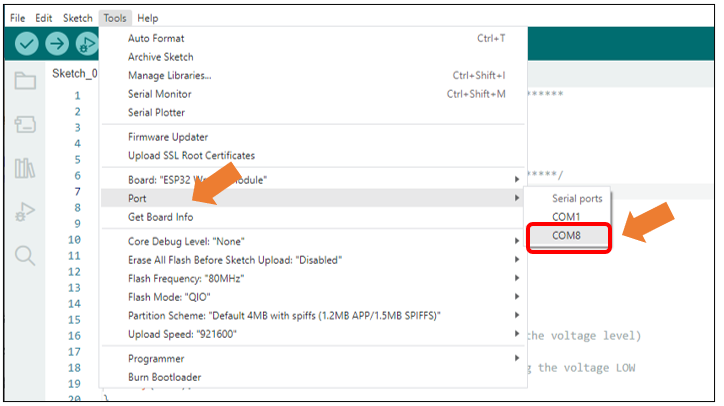 File Edit Sketch Tools Help
Auto Format Ctrl+T
Archive Sketch
Manage Libraries... Ctrl+Shift+I
Serial Monitor Ctrl+Shift+M
Serial Plotter
Firmware Updater
Upload SSL Root Certificates
Board: "ESP32 Module"
Port
Get Board Info
Core Debug Level: "None"
Erase All Flash Before Sketch Upload: "Disabled"
Flash Frequency: "80MHz"
Flash Mode: "QIO"
Partition Scheme: "Default 4MB with spiffs (1.2MB APP/1.5MB SPIFFS)"
Upload Speed: "921600"
Programmer
Burn Bootloader
Serial ports
COM1
COM8
Sketch_0
1 ******
2
3
4
5
6 *****/
7
8
9
10
11
12
13
14
15
16 the voltage level)
17
18 the voltage LOW
19
20 }